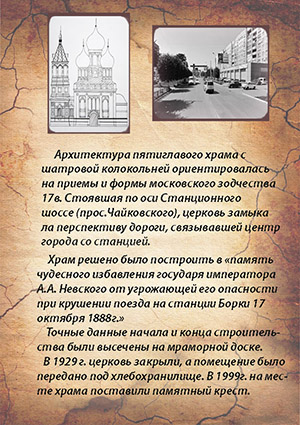 Архитектура пятиглавого храма с
шатровой колокольней ориентировалась
на приемы и формы московского зодчества
17в. Стоявшая по оси Станционного
шоссе (прос.Чайковского), церковь замыка
ла перспективу дороги, связывавшей центр
города со станцией.
Храм решено было построить в «память
чудесного избавления государя императора
А.А. Невского от угрожающей его опасности
при крушении поезда на станции Борки 17
октября 1888г.»
Точные данные начала и конца строитель-
ства были высечены на мраморной доске.
В 1929 г. церковь закрыли, а помещение было
передано под хлебохранилище. В 1999г. на мес-
те храма поставили памятный крест.